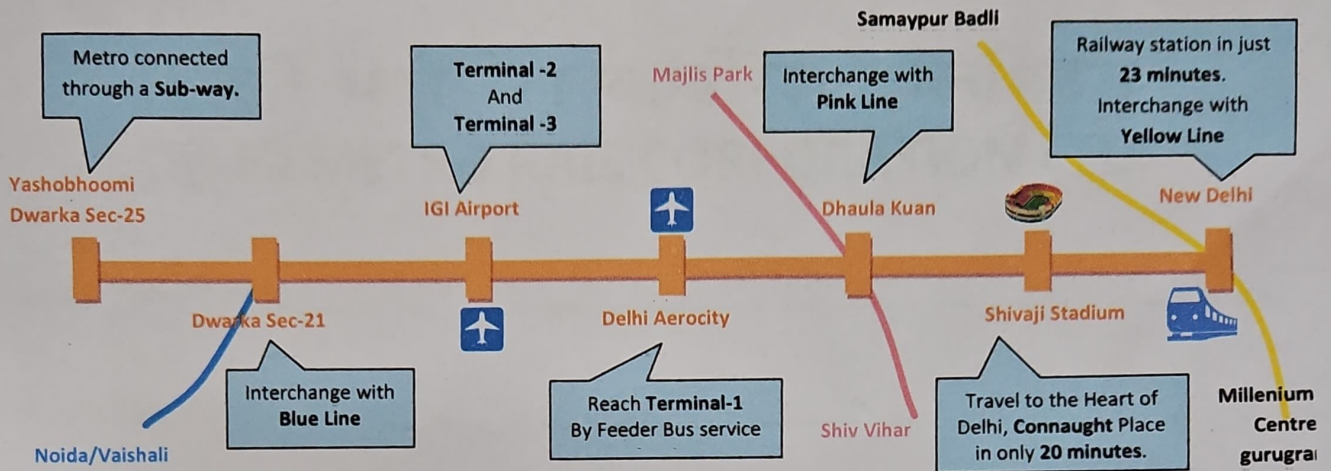 Samaypur Badli
Metro connected
through a Sub-way.
Terminal -2
And
Terminal -3
Majlis Park
Interchange with
Pink Line
Railway station in just
23 minutes.
Interchange with
Yellow Line
Yashobhoomi
Dwarka Sec-25
IGI Airport
Dhaula Kuan
New Delhi
Dwarka Sec-21
Delhi Aerocity
Shivaji Stadium
Interchange with
Blue Line
Reach Terminal-1
By Feeder Bus service
Travel to the Heart of
Delhi, Connaught Place
in only 20 minutes.
Noida/Vaishali
Shiv Vihar
Millenium
Centre
gurugra